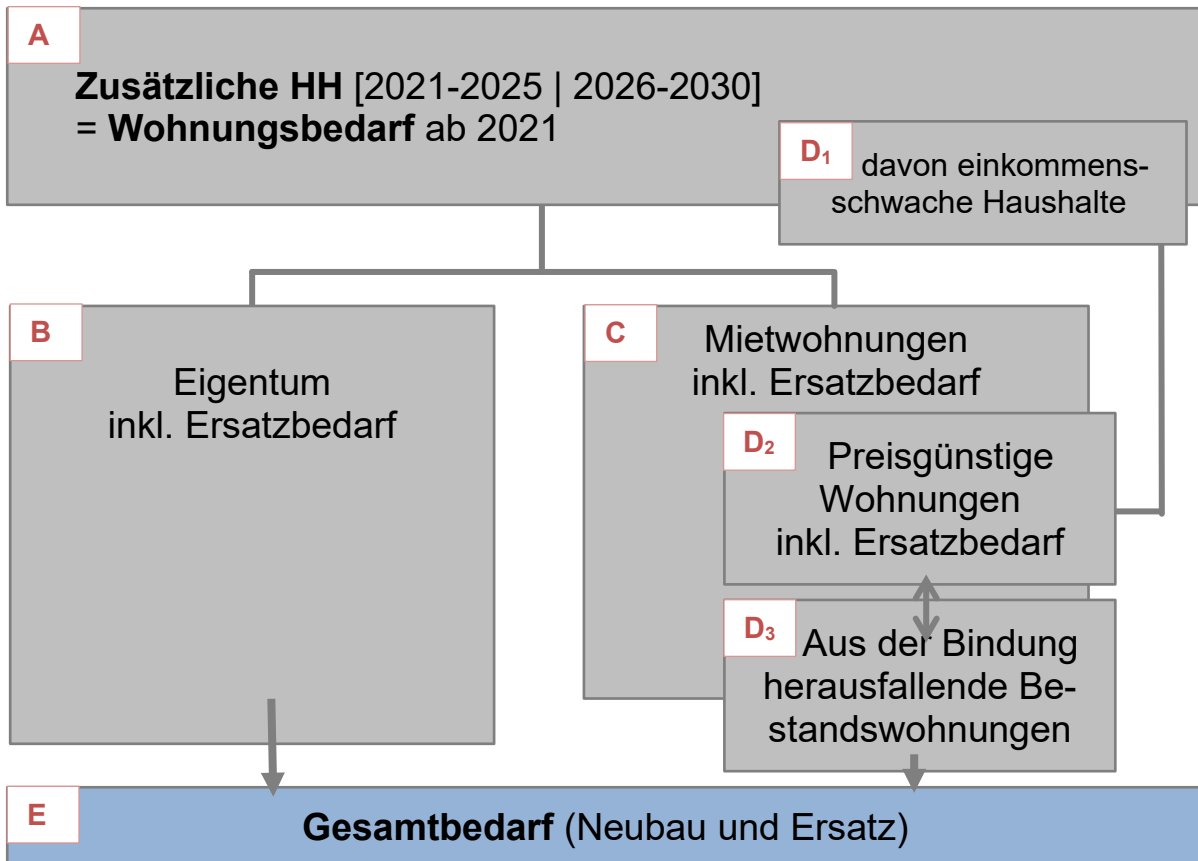 A
Zusätzliche HH [2021-2025 | 2026-2030]
= Wohnungsbedarf ab 2021
D₁
davon einkommens-
schwache Haushalte
B
Eigentum
inkl. Ersatzbedarf
C
Mietwohnungen
inkl. Ersatzbedarf
D₂
Preisgünstige
Wohnungen
inkl. Ersatzbedarf
D₃
Aus der Bindung
herausfallende Be-
standswohnungen
E
Gesamtbedarf (Neubau und Ersatz)